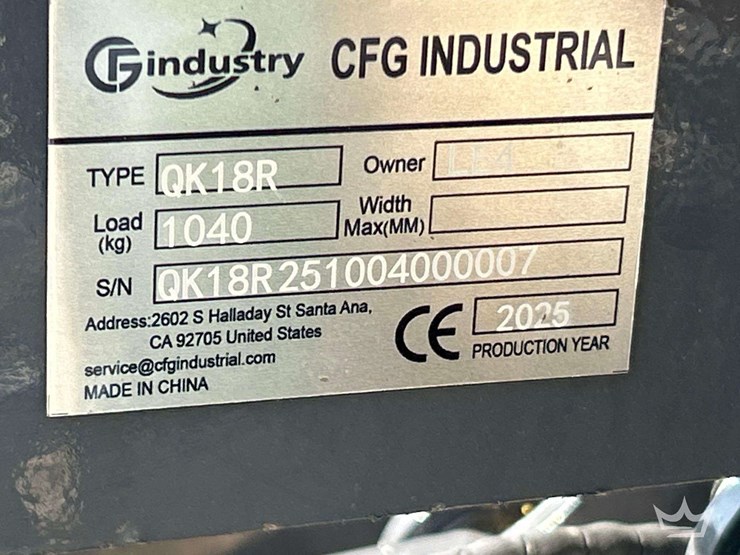 CFGindustry CFG INDUSTRIAL
TYPE QK18R Owner
Load (kg) 1040 Width Max(MM)
S/N QK18R251004000007
Address:2602 S Halladay St Santa Ana,
CA 92705 United States
service@cfgindustrial.com
MADE IN CHINA
CE 2025
PRODUCTION YEAR